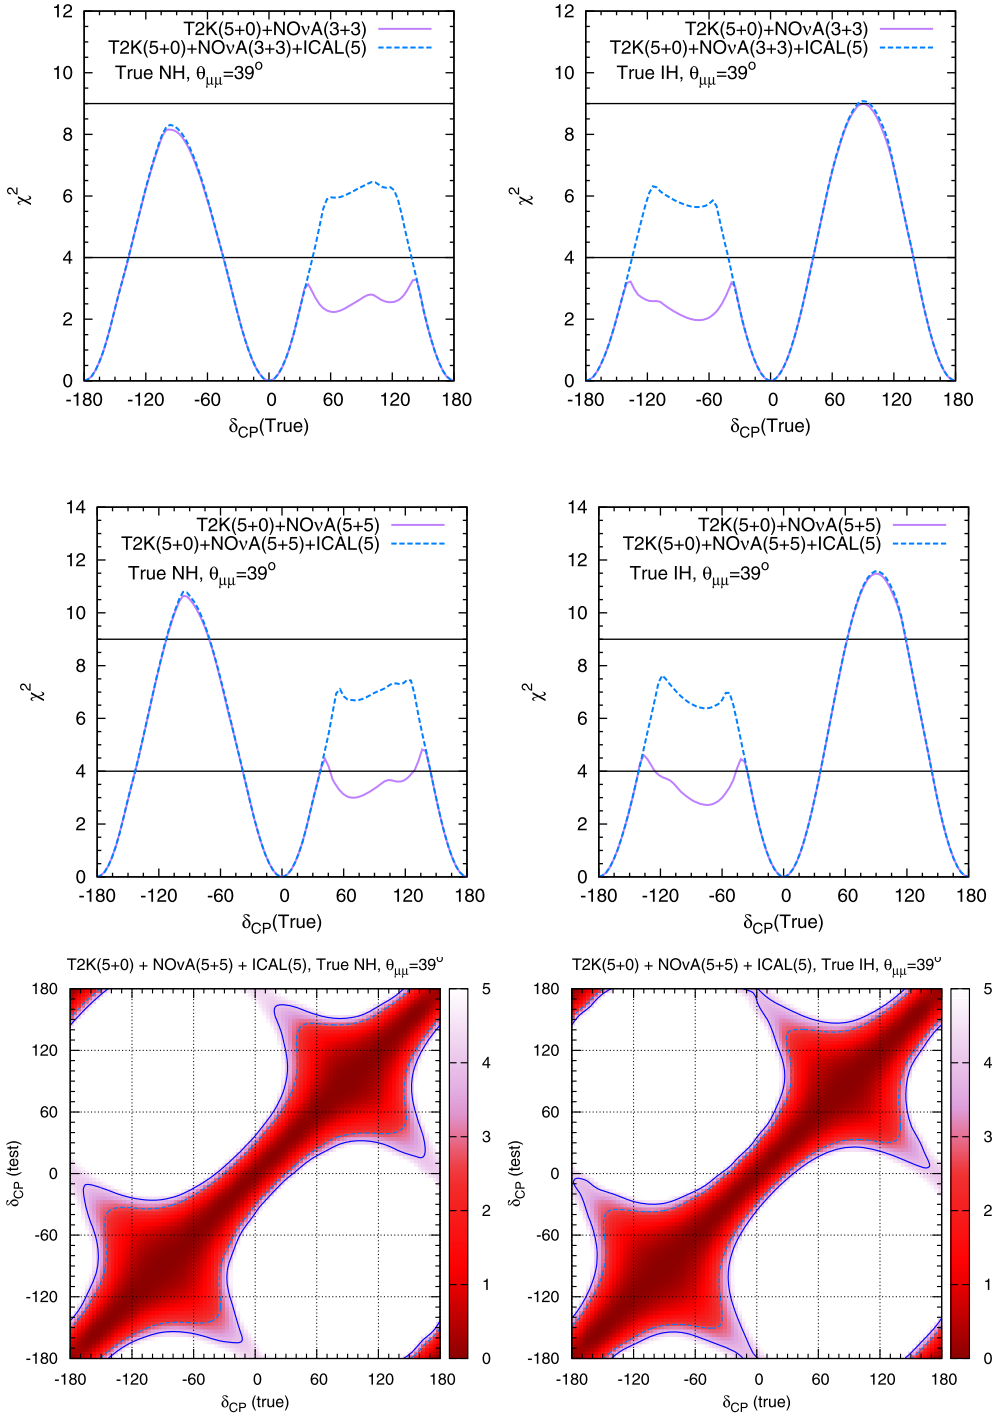 T2K(5+0)+NOνA(3+3)
T2K(5+0)+NOνA(3+3)+ICAL(5)
True NH, θμμ=39°
12
10
8
6
4
2
0
χ²
-180 -120 -60 0 60 120 180
δCP(True)
T2K(5+0)+NOνA(3+3)
T2K(5+0)+NOνA(3+3)+ICAL(5)
True IH, θμμ=39°
12
10
8
6
4
2
0
χ²
-180 -120 -60 0 60 120 180
δCP(True)
T2K(5+0)+NOνA(5+5)
T2K(5+0)+NOνA(5+5)+ICAL(5)
True NH, θμμ=39°
14
12
10
8
6
4
2
0
χ²
-180 -120 -60 0 60 120 180
δCP(True)
T2K(5+0)+NOνA(5+5)
T2K(5+0)+NOνA(5+5)+ICAL(5)
True IH, θμμ=39°
14
12
10
8
6
4
2
0
χ²
-180 -120 -60 0 60 120 180
δCP(True)
T2K(5+0) + NOνA(5+5) + ICAL(5), True NH, θμμ=39°
180
120
60
0
-60
-120
-180
δCP (test)
-180 -120 -60 0 60 120 180
δCP (true)
5
4
3
2
1
0
T2K(5+0) + NOνA(5+5) + ICAL(5), True IH, θμμ=39°
180
120
60
0
-60
-120
-180
δCP (test)
-180 -120 -60 0 60 120 180
δCP (true)
5
4
3
2
1
0